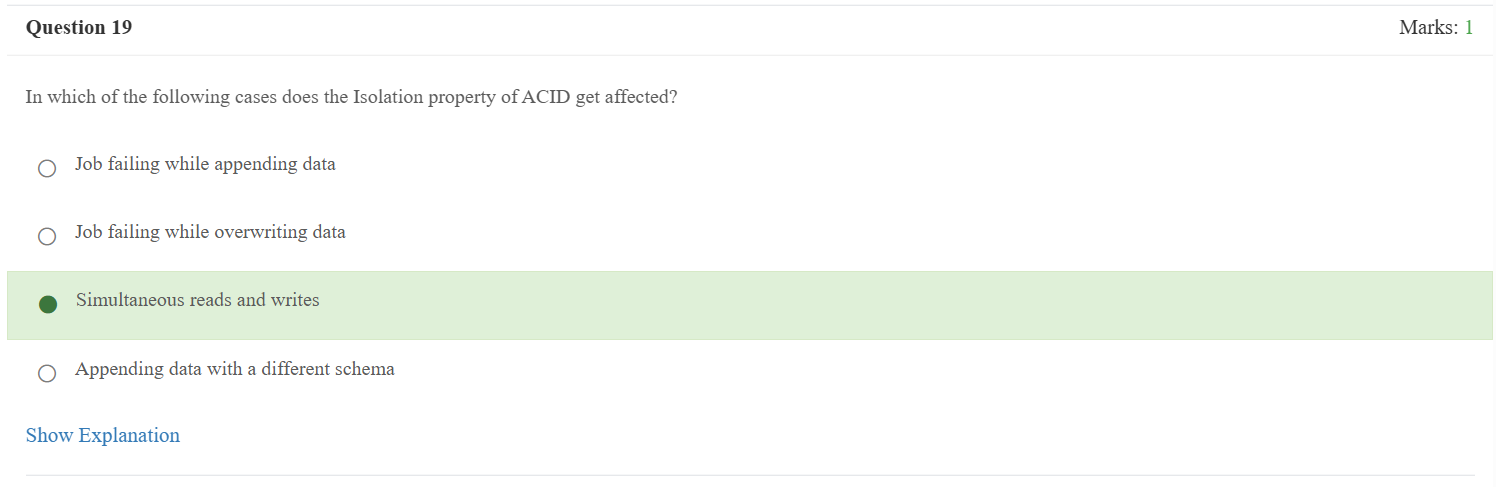 Question 19
Marks: 1
In which of the following cases does the Isolation property of ACID get affected?
Job failing while appending data
Job failing while overwriting data
Simultaneous reads and writes
Appending data with a different schema
Show Explanation